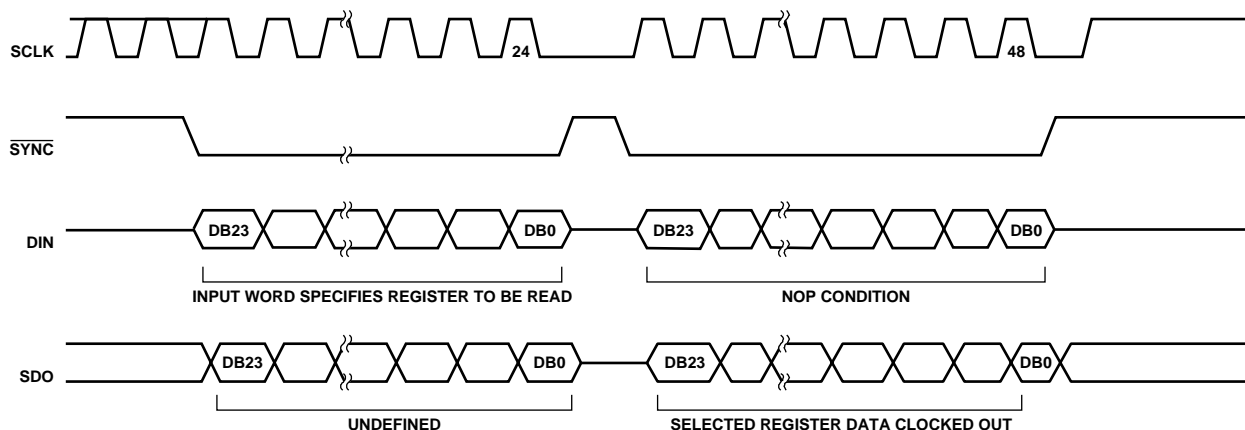 SCLK
24
48
SYNC
DIN
DB23
DB0
DB23
DB0
INPUT WORD SPECIFIES REGISTER TO BE READ
NOP CONDITION
SDO
DB23
DB0
DB23
DB0
UNDEFINED
SELECTED REGISTER DATA CLOCKED OUT